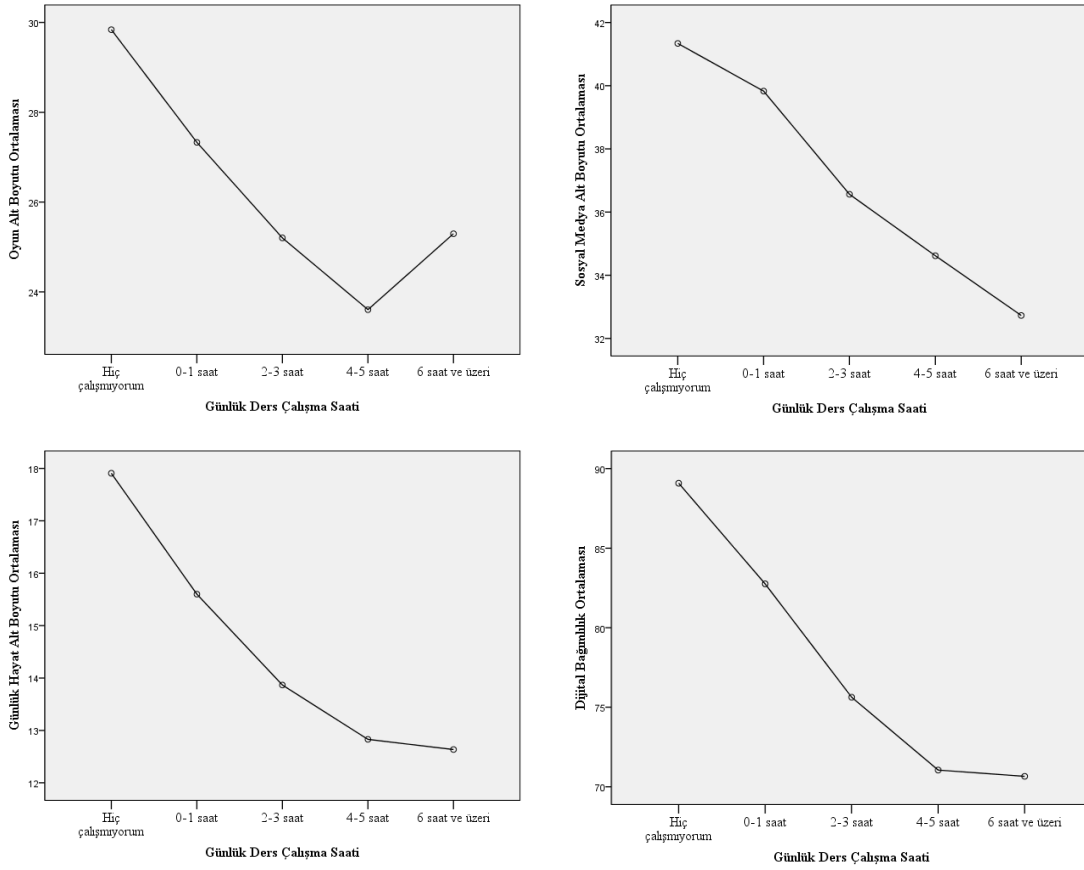 Oyun Alt Boyutu Ortalaması
30
28
26
24
Hiç
çalışmıyorum
0-1 saat
2-3 saat
4-5 saat
6 saat ve üzeri
Günlük Ders Çalışma Saati
Sosyal Medya Alt Boyutu Ortalaması
42
40
38
36
34
32
Hiç
çalışmıyorum
0-1 saat
2-3 saat
4-5 saat
6 saat ve üzeri
Günlük Ders Çalışma Saati
Günlük Hayat Alt Boyutu Ortalaması
18
17
16
15
14
13
12
Hiç
çalışmıyorum
0-1 saat
2-3 saat
4-5 saat
6 saat ve üzeri
Günlük Ders Çalışma Saati
Dijital Bağımlılık Ortalaması
90
85
80
75
70
Hiç
çalışmıyorum
0-1 saat
2-3 saat
4-5 saat
6 saat ve üzeri
Günlük Ders Çalışma Saati